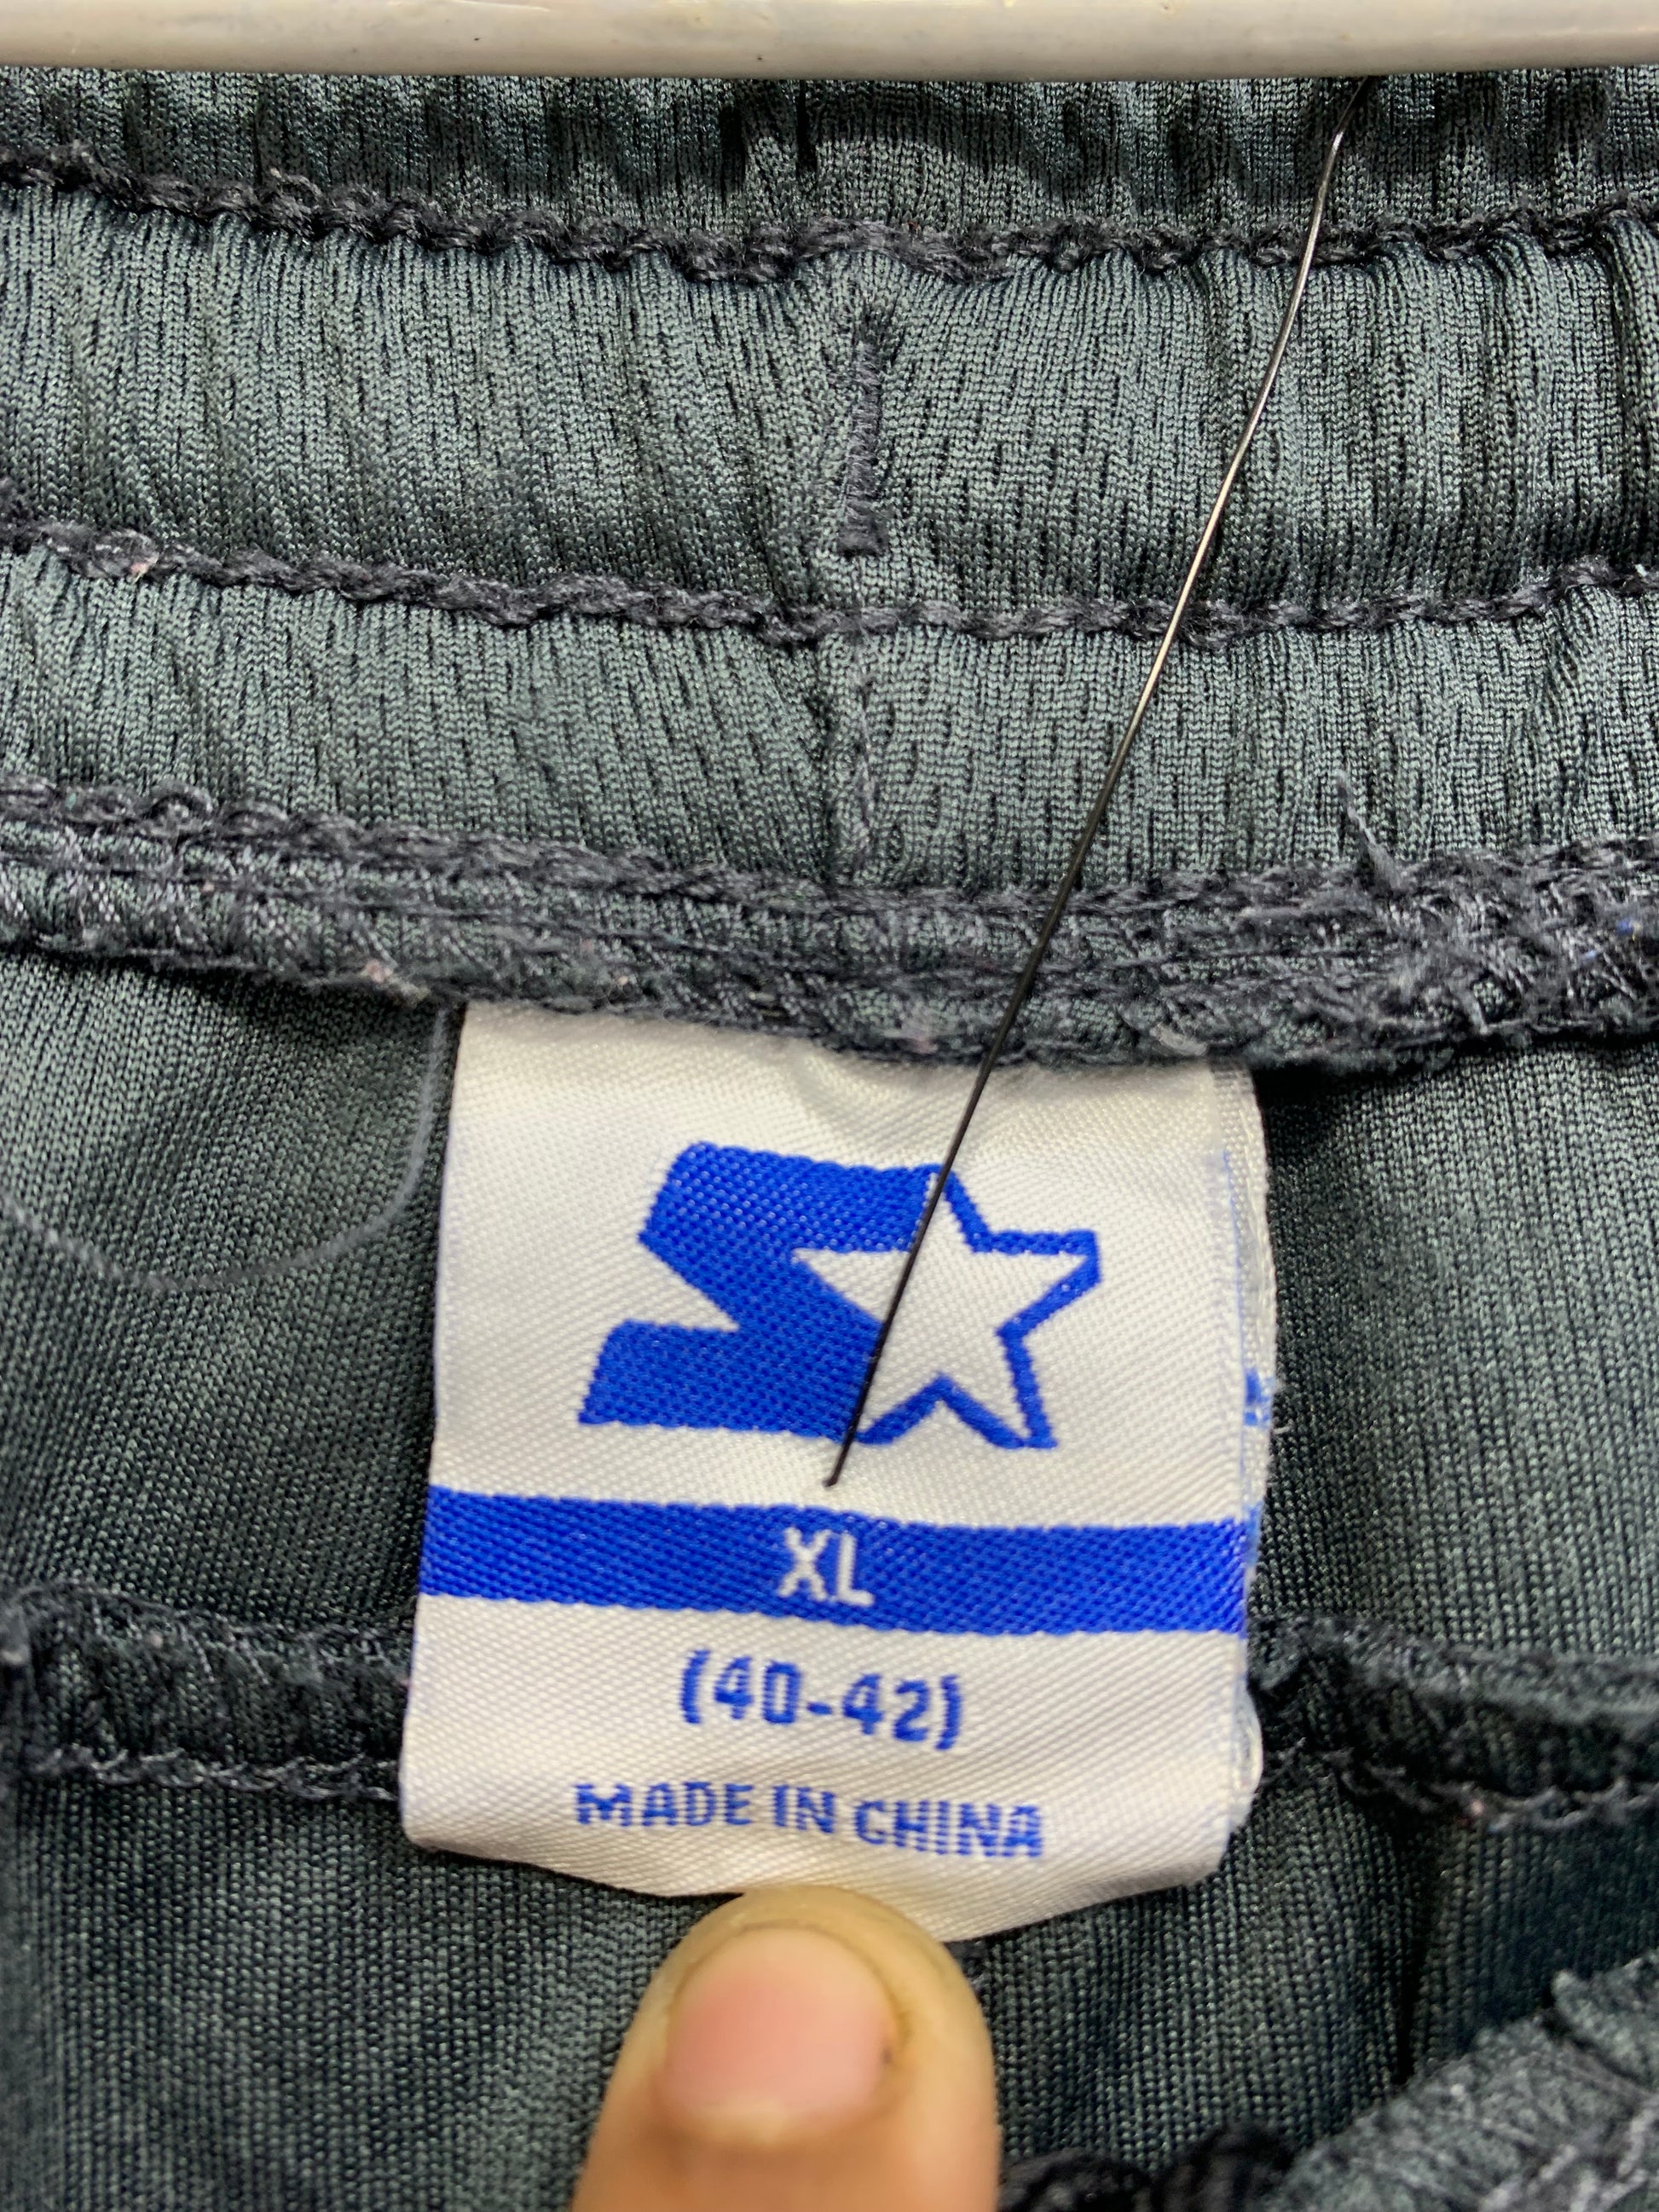 XL
(40-42)
MADE IN CHINA